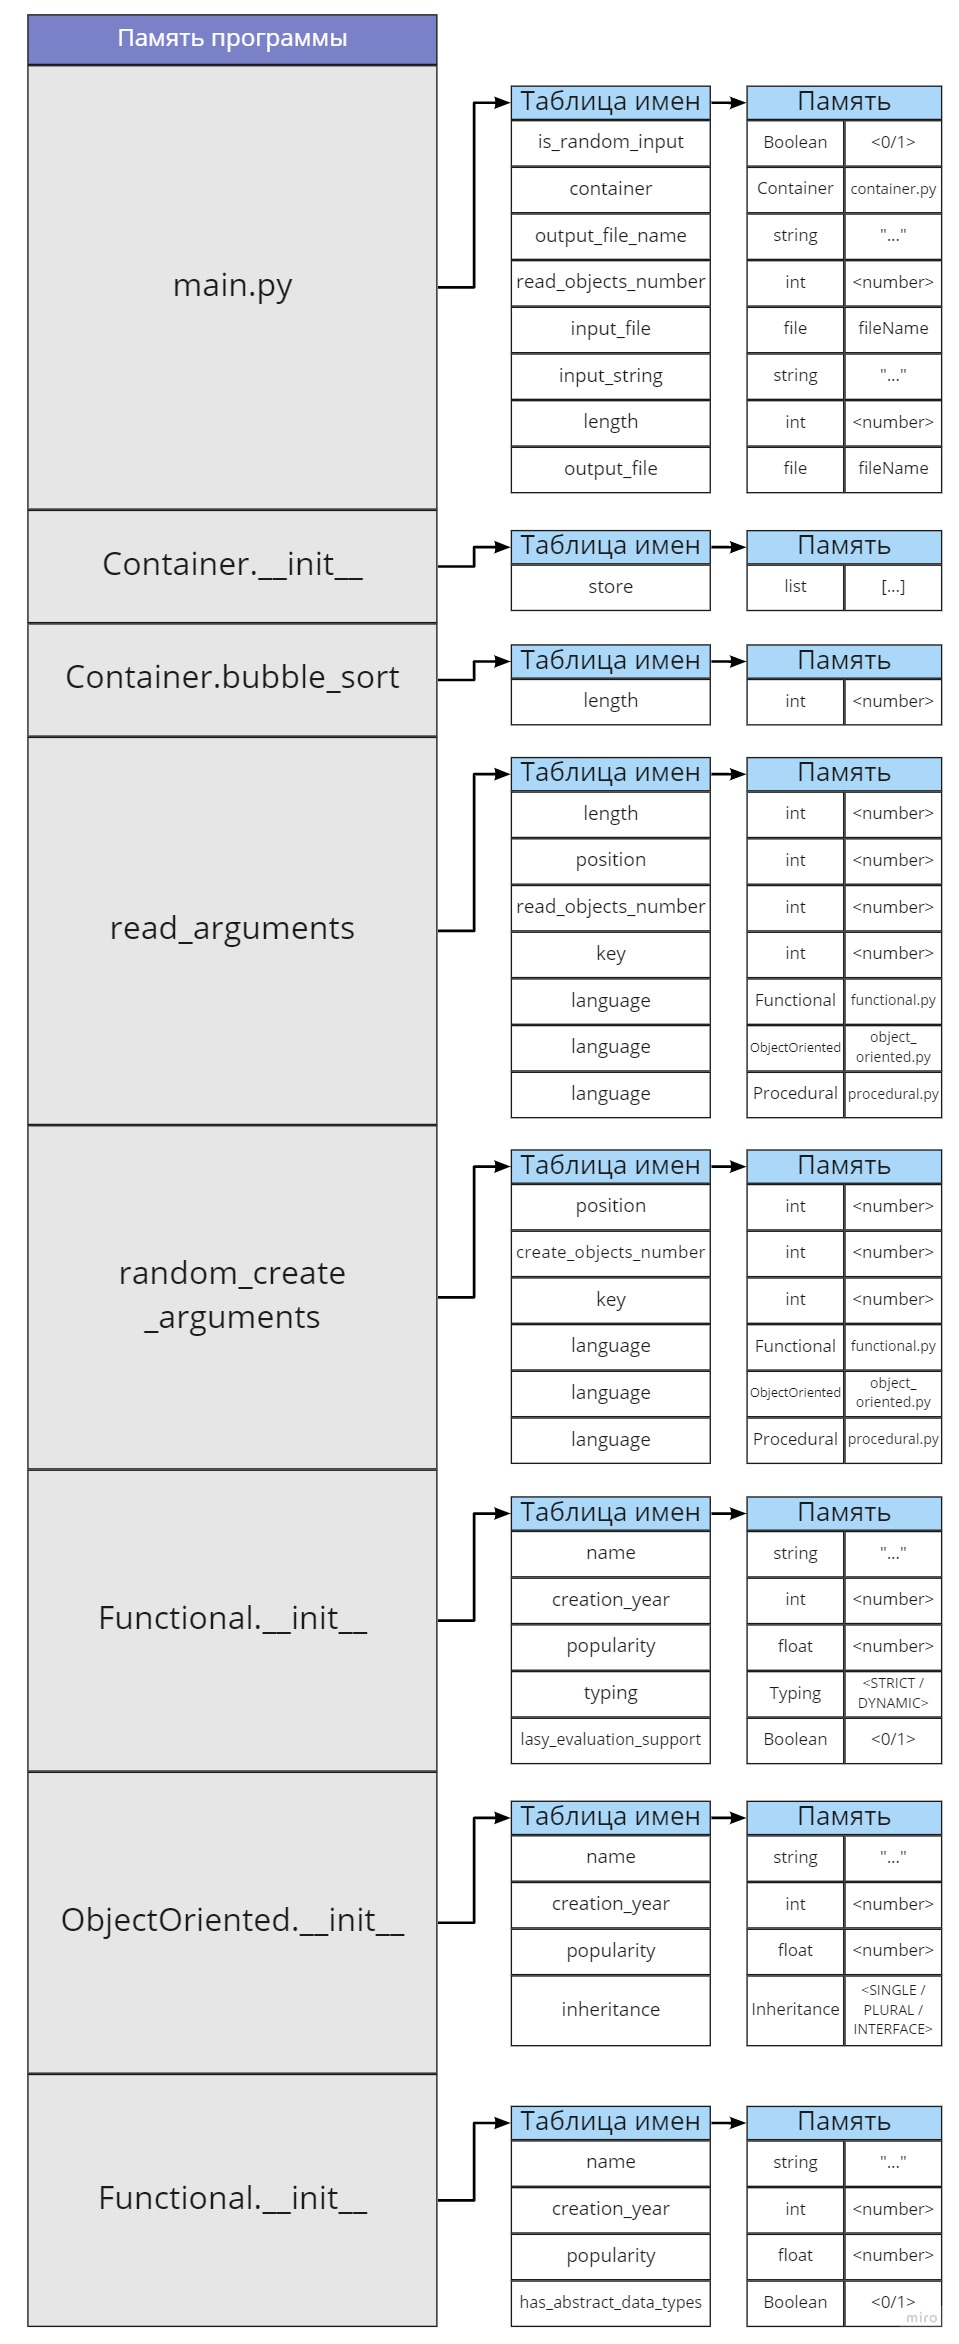 Память программы
main.py
Таблица имен Память
is_random_input Boolean <0/1>
container Container container.py
output_file_name string "..."
read_objects_number int <number>
input_file file fileName
input_string string "..."
length int <number>
output_file file fileName
Container.__init__
Таблица имен Память
store list [...]
Container.bubble_sort
Таблица имен Память
length int <number>
read_arguments
Таблица имен Память
length int <number>
position int <number>
read_objects_number int <number>
key int <number>
language Functional functional.py
language ObjectOriented object_
oriented.py
language Procedural procedural.py
random_create
_arguments
Таблица имен Память
position int <number>
create_objects_number int <number>
key int <number>
language Functional functional.py
language ObjectOriented object_
oriented.py
language Procedural procedural.py
Functional.__init__
Таблица имен Память
name string "..."
creation_year int <number>
popularity float <number>
typing Typing <STRICT /
DYNAMIC>
lasy_evaluation_support Boolean <0/1>
ObjectOriented.__init__
Таблица имен Память
name string "..."
creation_year int <number>
popularity float <number>
inheritance Inheritance <SINGLE /
PLURAL /
INTERFACE>
Functional.__init__
Таблица имен Память
name string "..."
creation_year int <number>
popularity float <number>
has_abstract_data_types Boolean <0/1>
miro